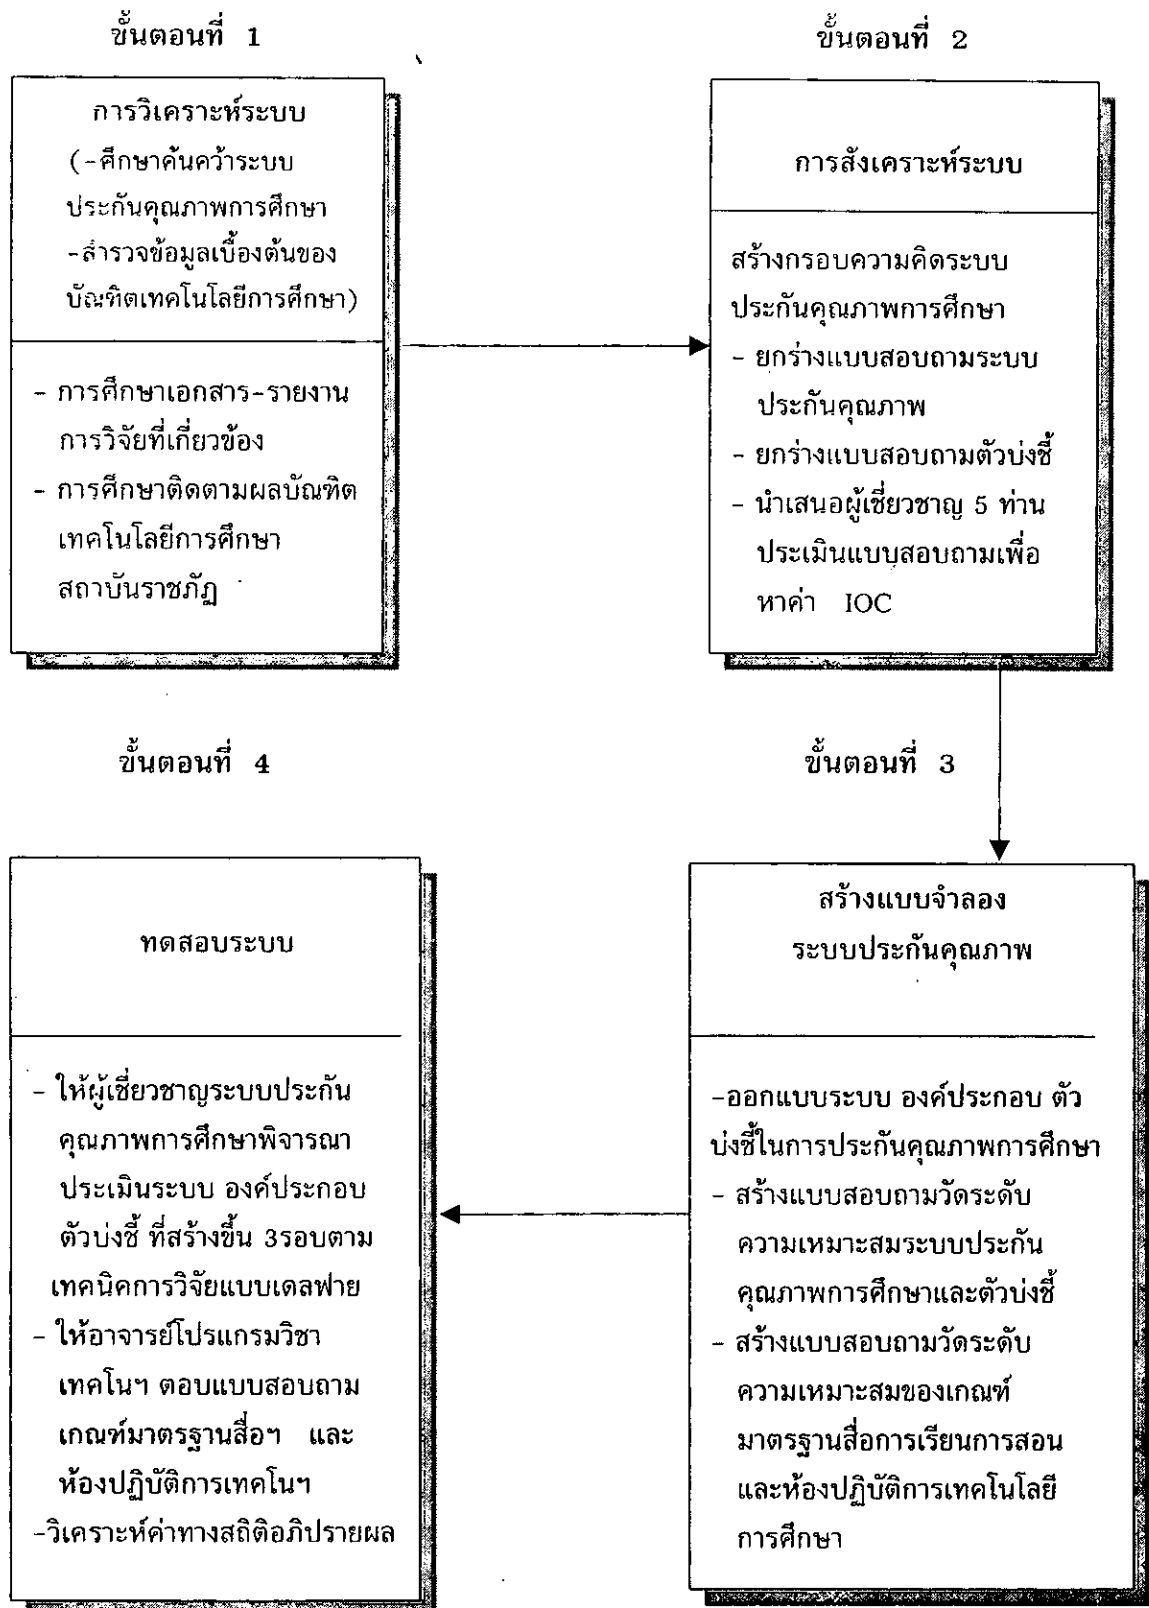 ขั้นตอนที่ 1
การวิเคราะห์ระบบ
(-ศึกษาค้นคว้าระบบ
ประกันคุณภาพการศึกษา
-สำรวจข้อมูลเบื้องต้นของ
บัณฑิตเทคโนโลยีการศึกษา)
- การศึกษาเอกสาร-รายงาน
การวิจัยที่เกี่ยวข้อง
- การศึกษาติดตามผลบัณฑิต
เทคโนโลยีการศึกษา
สถาบันราชภัฏ
ขั้นตอนที่ 2
การสังเคราะห์ระบบ
สร้างกรอบความคิดระบบ
ประกันคุณภาพการศึกษา
- ยกร่างแบบสอบถามระบบ
ประกันคุณภาพ
- ยกร่างแบบสอบถามตัวบ่งชี้
- นำเสนอผู้เชี่ยวชาญ 5 ท่าน
ประเมินแบบสอบถามเพื่อ
หาค่า IOC
ขั้นตอนที่ 3
สร้างแบบจำลอง
ระบบประกันคุณภาพ
-ออกแบบระบบ องค์ประกอบ ตัว
บ่งชี้ในการประกันคุณภาพการศึกษา
- สร้างแบบสอบถามวัดระดับ
ความเหมาะสมระบบประกัน
คุณภาพการศึกษาและตัวบ่งชี้
- สร้างแบบสอบถามวัดระดับ
ความเหมาะสมของเกณฑ์
มาตรฐานสื่อการเรียนการสอน
และห้องปฏิบัติการเทคโนโลยี
การศึกษา
ขั้นตอนที่ 4
ทดสอบระบบ
- ให้ผู้เชี่ยวชาญระบบประกัน
คุณภาพการศึกษาพิจารณา
ประเมินระบบ องค์ประกอบ
ตัวบ่งชี้ ที่สร้างขึ้น 3รอบตาม
เทคนิคการวิจัยแบบเดลฟาย
- ให้อาจารย์โปรแกรมวิชา
เทคโนฯ ตอบแบบสอบถาม
เกณฑ์มาตรฐานสื่อฯ และ
ห้องปฏิบัติการเทคโนฯ
-วิเคราะห์ค่าทางสถิติอภิปรายผล